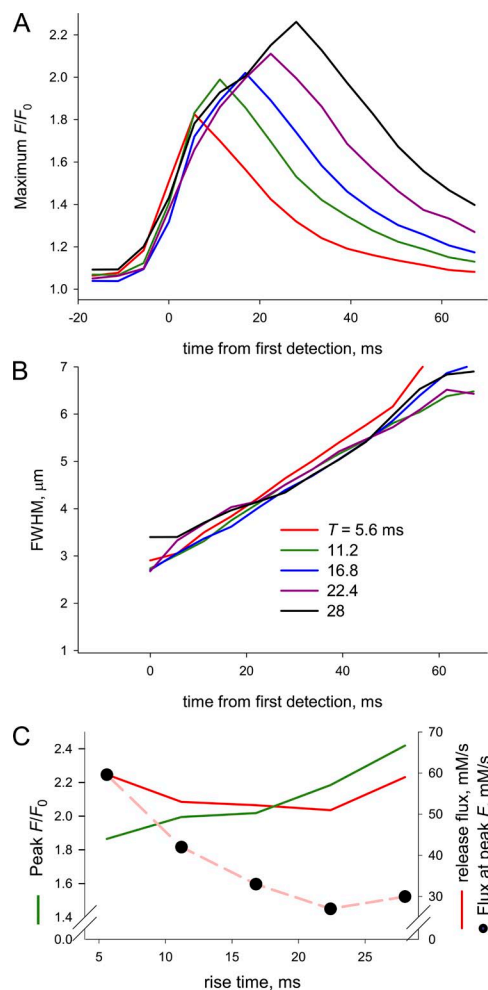 A
Maximum F/F0
2.2
2.0
1.8
1.6
1.4
1.2
1.0
-20 0 20 40 60
time from first detection, ms
B
FWHM, μm
7
6
5
4
3
2
1
T = 5.6 ms
11.2
16.8
22.4
28
0 20 40 60
time from first detection, ms
C
Peak F/F0
2.4
2.2
2.0
1.8
1.6
1.4
0.0
70
60
50
40
30
0
release flux, mM/s
Flux at peak F, mM/s
5 10 15 20 25
rise time, ms